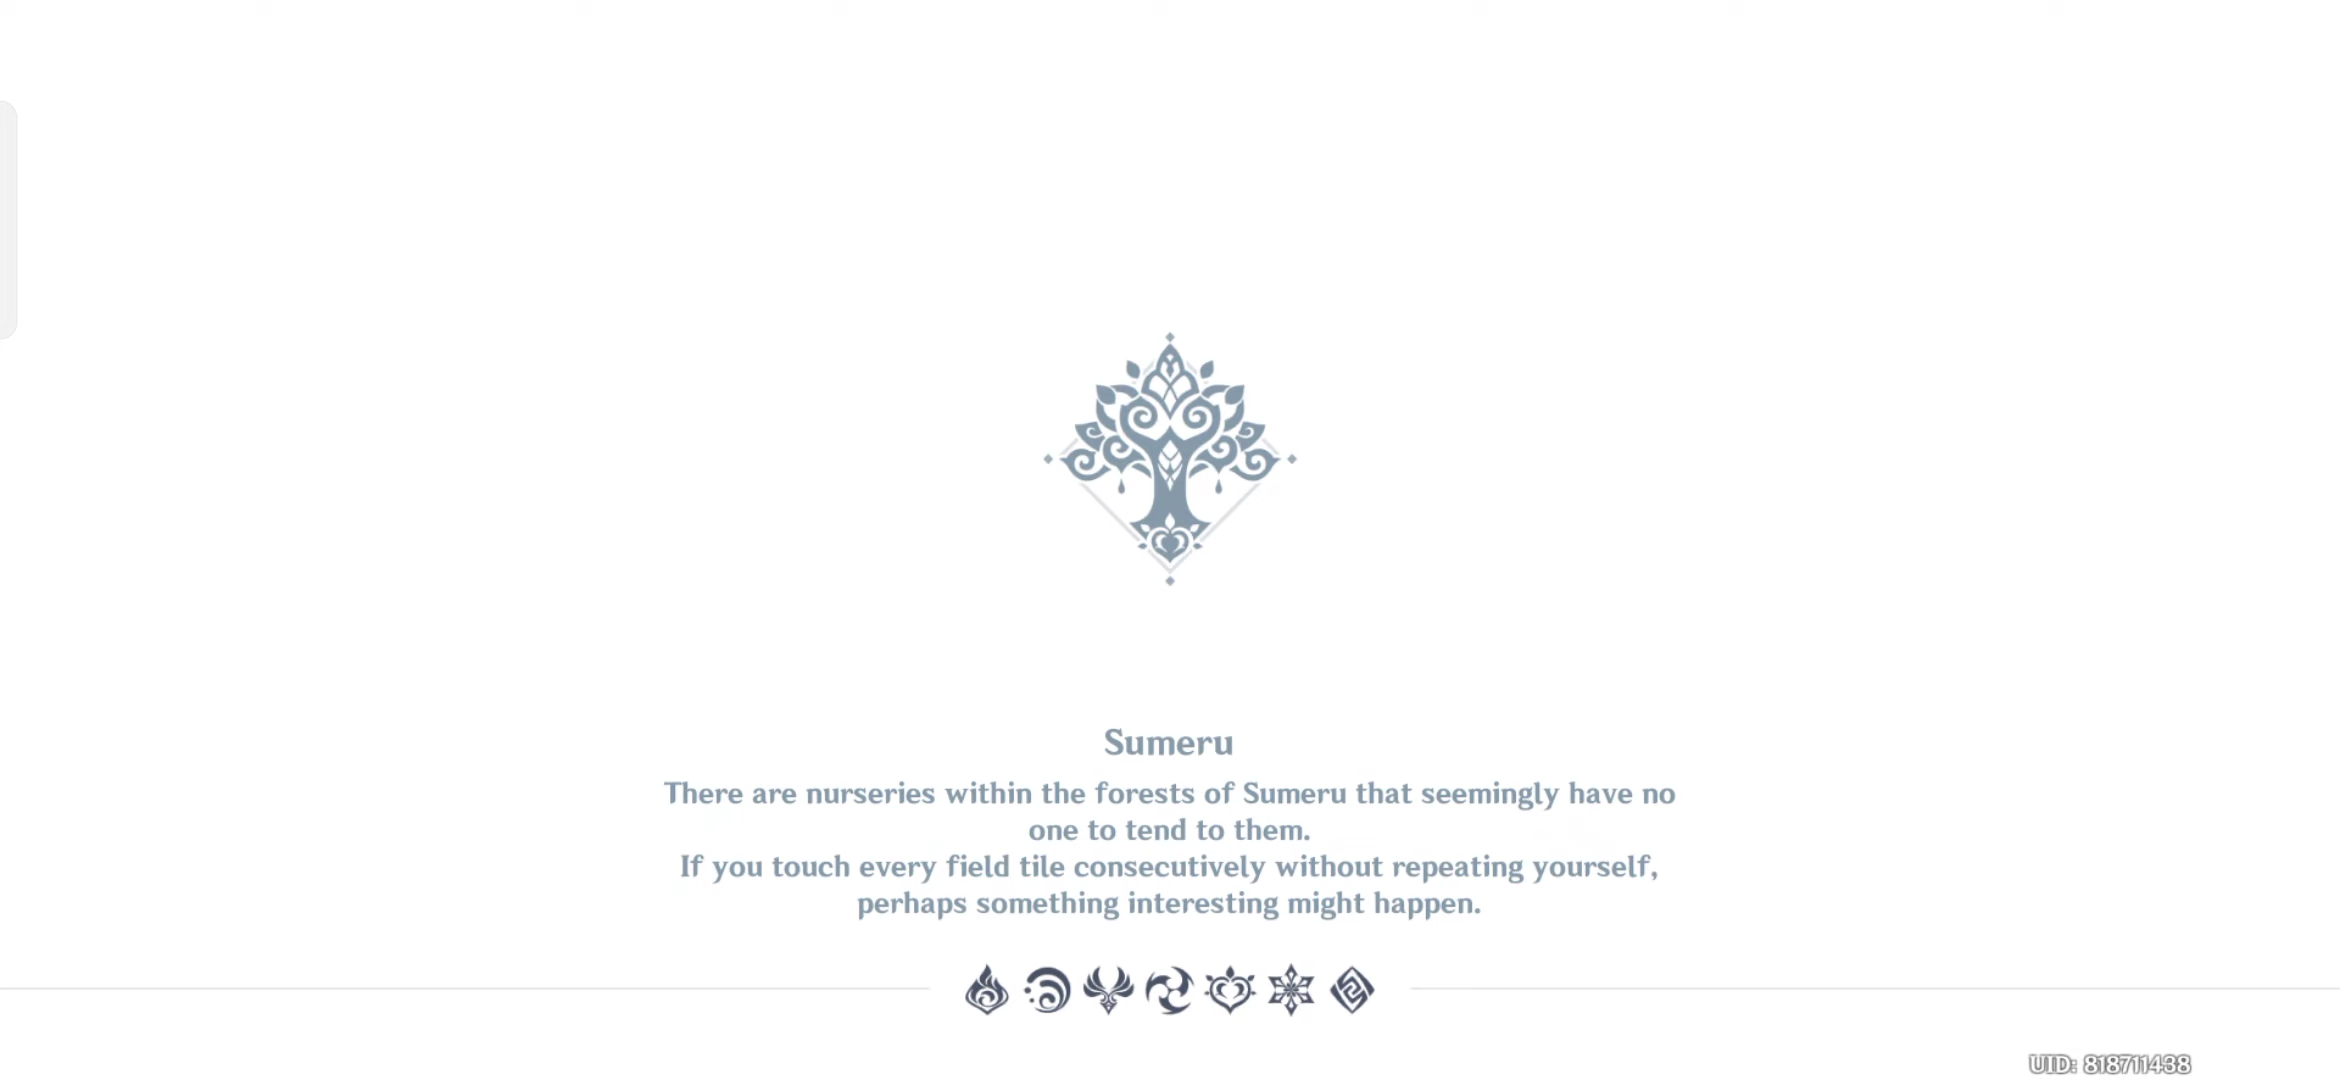 Sumeru
There are nurseries within the forests of Sumeru that seemingly have no
one to tend to them.
If you touch every field tile consecutively without repeating yourself,
perhaps something interesting might happen.
UID: 818711438